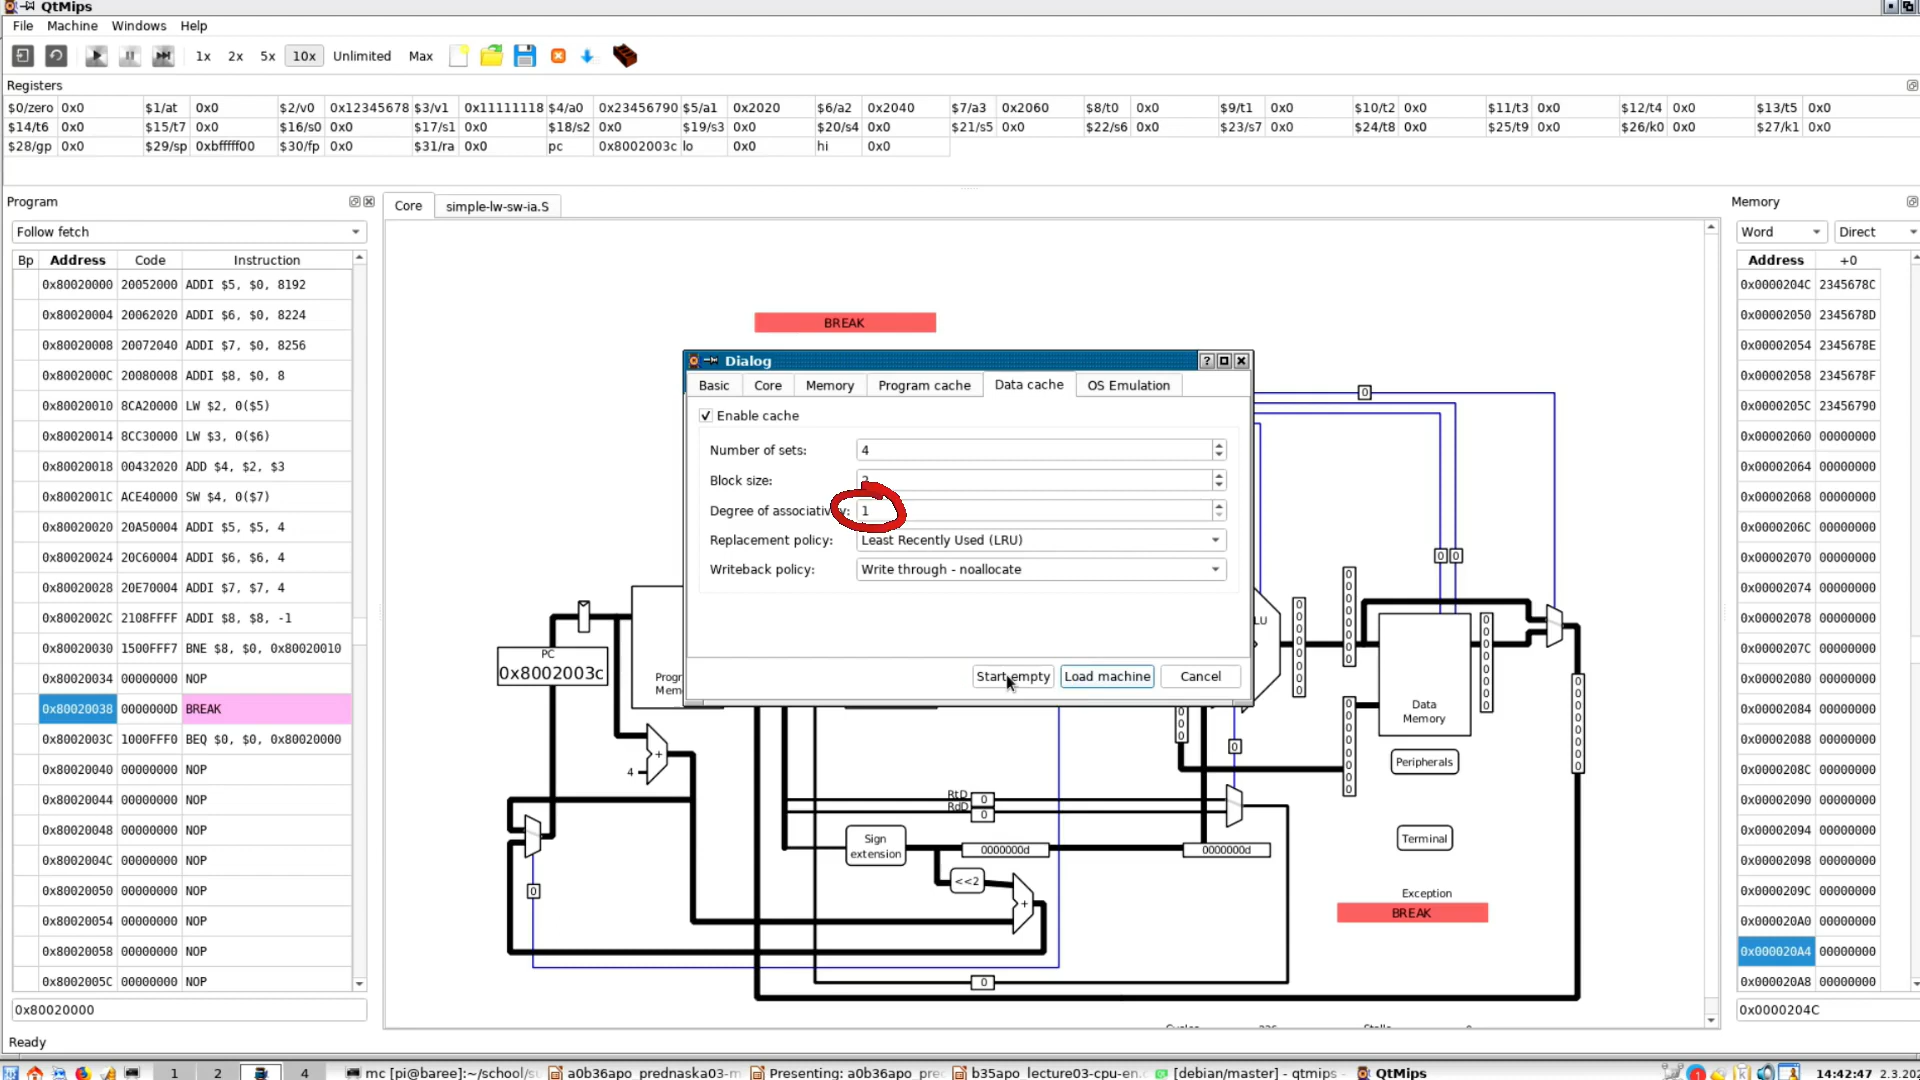 QtMips
File Machine Windows Help
1x 2x 5x 10x Unlimited Max
Registers
$0/zero 0x0 $1/at 0x0 $2/v0 0x12345678 $3/v1 0x11111118 $4/a0 0x23456790 $5/a1 0x2020 $6/a2 0x2040 $7/a3 0x2060 $8/t0 0x0 $9/t1 0x0 $10/t2 0x0 $11/t3 0x0 $12/t4 0x0 $13/t5 0x0
$14/t6 0x0 $15/t7 0x0 $16/s0 0x0 $17/s1 0x0 $18/s2 0x0 $19/s3 0x0 $20/s4 0x0 $21/s5 0x0 $22/s6 0x0 $23/s7 0x0 $24/t8 0x0 $25/t9 0x0 $26/k0 0x0 $27/k1 0x0
$28/gp 0x0 $29/sp 0xbfffff00 $30/fp 0x0 $31/ra 0x0 pc 0x8002003c lo 0x0 hi 0x0
Program
Follow fetch
Bp Address Code Instruction
0x80020000 20052000 ADDI $5, $0, 8192
0x80020004 20062020 ADDI $6, $0, 8224
0x80020008 20072040 ADDI $7, $0, 8256
0x8002000C 20080008 ADDI $8, $0, 8
0x80020010 8CA20000 LW $2, 0($5)
0x80020014 8CC30000 LW $3, 0($6)
0x80020018 00432020 ADD $4, $2, $3
0x8002001C ACE40000 SW $4, 0($7)
0x80020020 20A50004 ADDI $5, $5, 4
0x80020024 20C60004 ADDI $6, $6, 4
0x80020028 20E70004 ADDI $7, $7, 4
0x8002002C 2108FFFF ADDI $8, $8, -1
0x80020030 1500FFF7 BNE $8, $0, 0x80020010
0x80020034 00000000 NOP
0x80020038 0000000D BREAK
0x8002003C 1000FFF0 BEQ $0, $0, 0x80020000
0x80020040 00000000 NOP
0x80020044 00000000 NOP
0x80020048 00000000 NOP
0x8002004C 00000000 NOP
0x80020050 00000000 NOP
0x80020054 00000000 NOP
0x80020058 00000000 NOP
0x8002005C 00000000 NOP
0x80020000
Ready
Core simple-lw-sw-ia.S
BREAK
Dialog
Basic Core Memory Program cache Data cache OS Emulation
Enable cache
Number of sets: 4
Block size:
Degree of associativity: 1
Replacement policy: Least Recently Used (LRU)
Writeback policy: Write through - noallocate
Start empty Load machine Cancel
PC
0x8002003c
4
+
RtD 0
RdD 0
Sign
extension
0000000d
0000000d
<<2
+
0
0
0
0
0 0
Data
Memory
Peripherals
Terminal
Exception
BREAK
Memory
Word Direct
Address +0
0x0000204C 2345678C
0x00002050 2345678D
0x00002054 2345678E
0x00002058 2345678F
0x0000205C 23456790
0x00002060 00000000
0x00002064 00000000
0x00002068 00000000
0x0000206C 00000000
0x00002070 00000000
0x00002074 00000000
0x00002078 00000000
0x0000207C 00000000
0x00002080 00000000
0x00002084 00000000
0x00002088 00000000
0x0000208C 00000000
0x00002090 00000000
0x00002094 00000000
0x00002098 00000000
0x0000209C 00000000
0x000020A0 00000000
0x000020A4 00000000
0x000020A8 00000000
0x0000204C
1 2 4 mc [pi@baree]:~/school/su a0b36apo_prednaska03-m Presenting: a0b36apo_prec b35apo_lecture03-cpu-en. [debian/master] - qtmips - QtMips 14:42:47 2.3.20